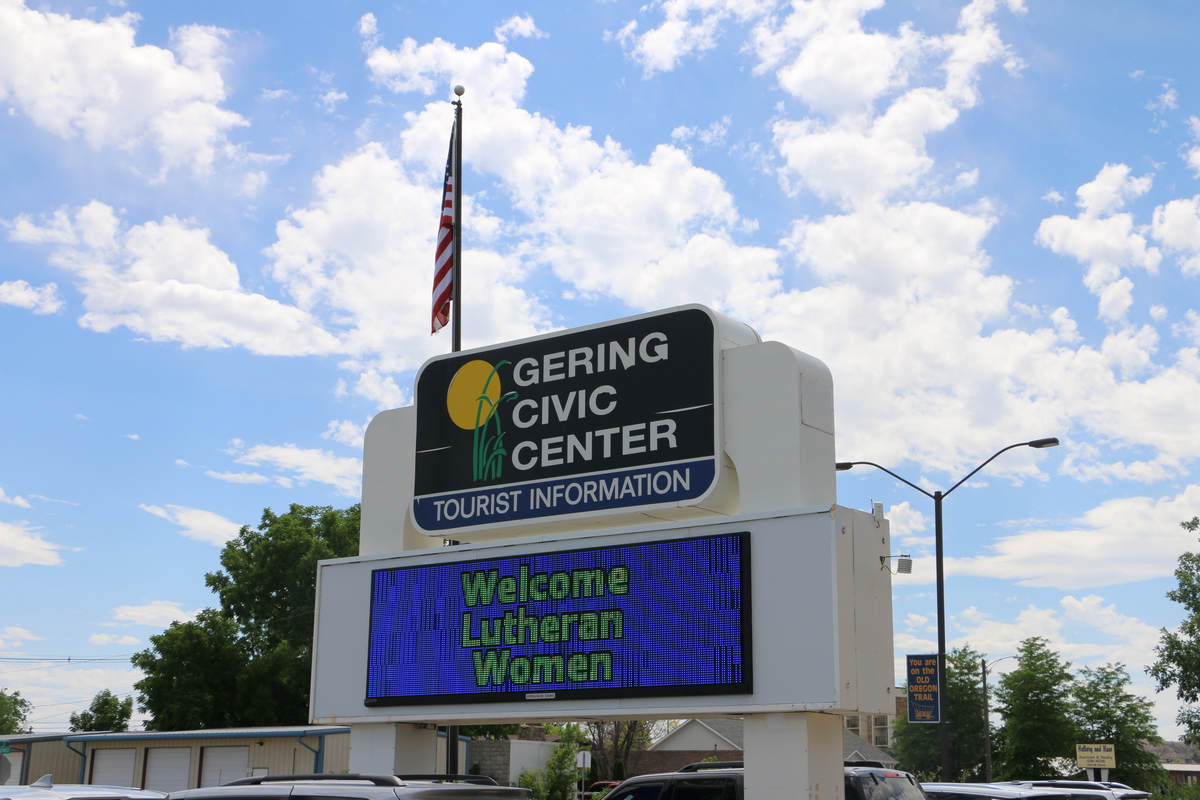 GERING
CIVIC
CENTER
TOURIST INFORMATION
Welcome
Lutheran
Women
You are
on the
OLD
OREGON
TRAIL